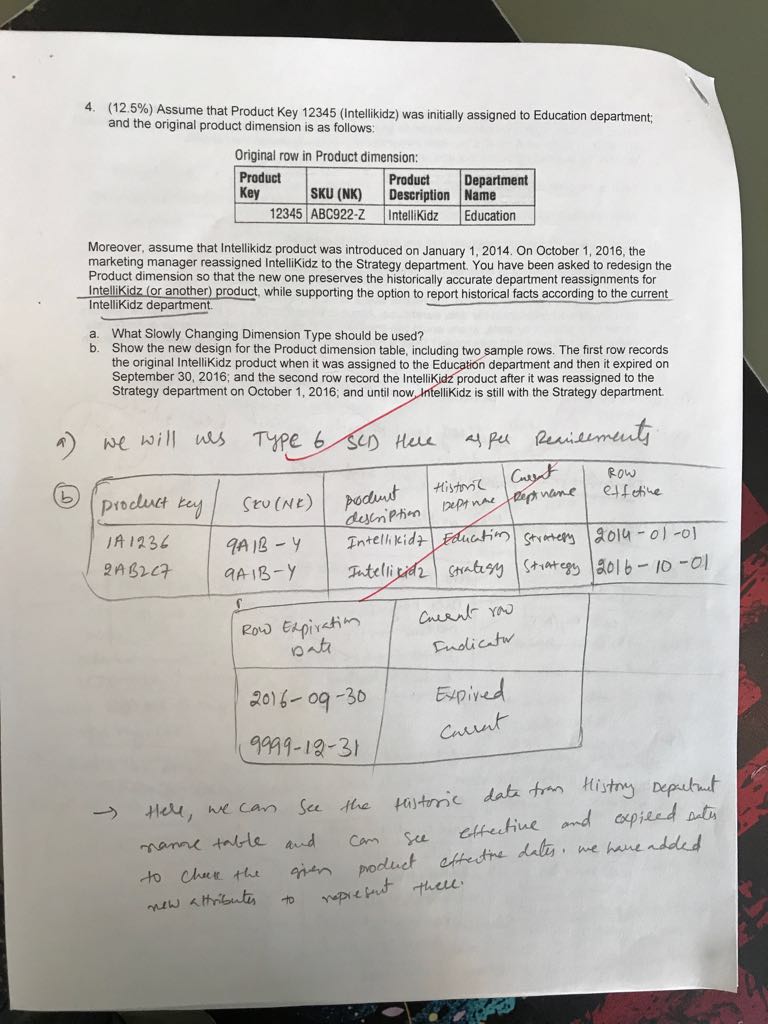 4. (12.5%) Assume that Product Key 12345 (Intellikidz) was initially assigned to Education department;
and the original product dimension is as follows:
Original row in Product dimension:
Product Key SKU (NK) Product Description Department Name
12345 ABC922-Z IntelliKidz Education
Moreover, assume that Intellikidz product was introduced on January 1, 2014. On October 1, 2016, the
marketing manager reassigned IntelliKidz to the Strategy department. You have been asked to redesign the
Product dimension so that the new one preserves the historically accurate department reassignments for
IntelliKidz (or another) product, while supporting the option to report historical facts according to the current
IntelliKidz department.
a. What Slowly Changing Dimension Type should be used?
b. Show the new design for the Product dimension table, including two sample rows. The first row records
the original IntelliKidz product when it was assigned to the Education department and then it expired on
September 30, 2016; and the second row record the IntelliKidz product after it was reassigned to the
Strategy department on October 1, 2016; and until now, IntelliKidz is still with the Strategy department.
a) we will TYPE 6 SCD Here as per
b product key SKU (NK) product description Historic Dept name Current Dept name Row effctive
1A1236 9A1B-Y Intellikidz Education Strategy 2014-01-01
2AB2C7 9A1B-Y Intellikidz Strategy Strategy 2016-10-01
Row Expiration Date Current row Indicator
2016-09-30 Expired
9999-12-31 Current
→ Here, we can see the Historic data History
table and can see effective and expired
to the given product effective dates. we have added
new attributes to represent these.